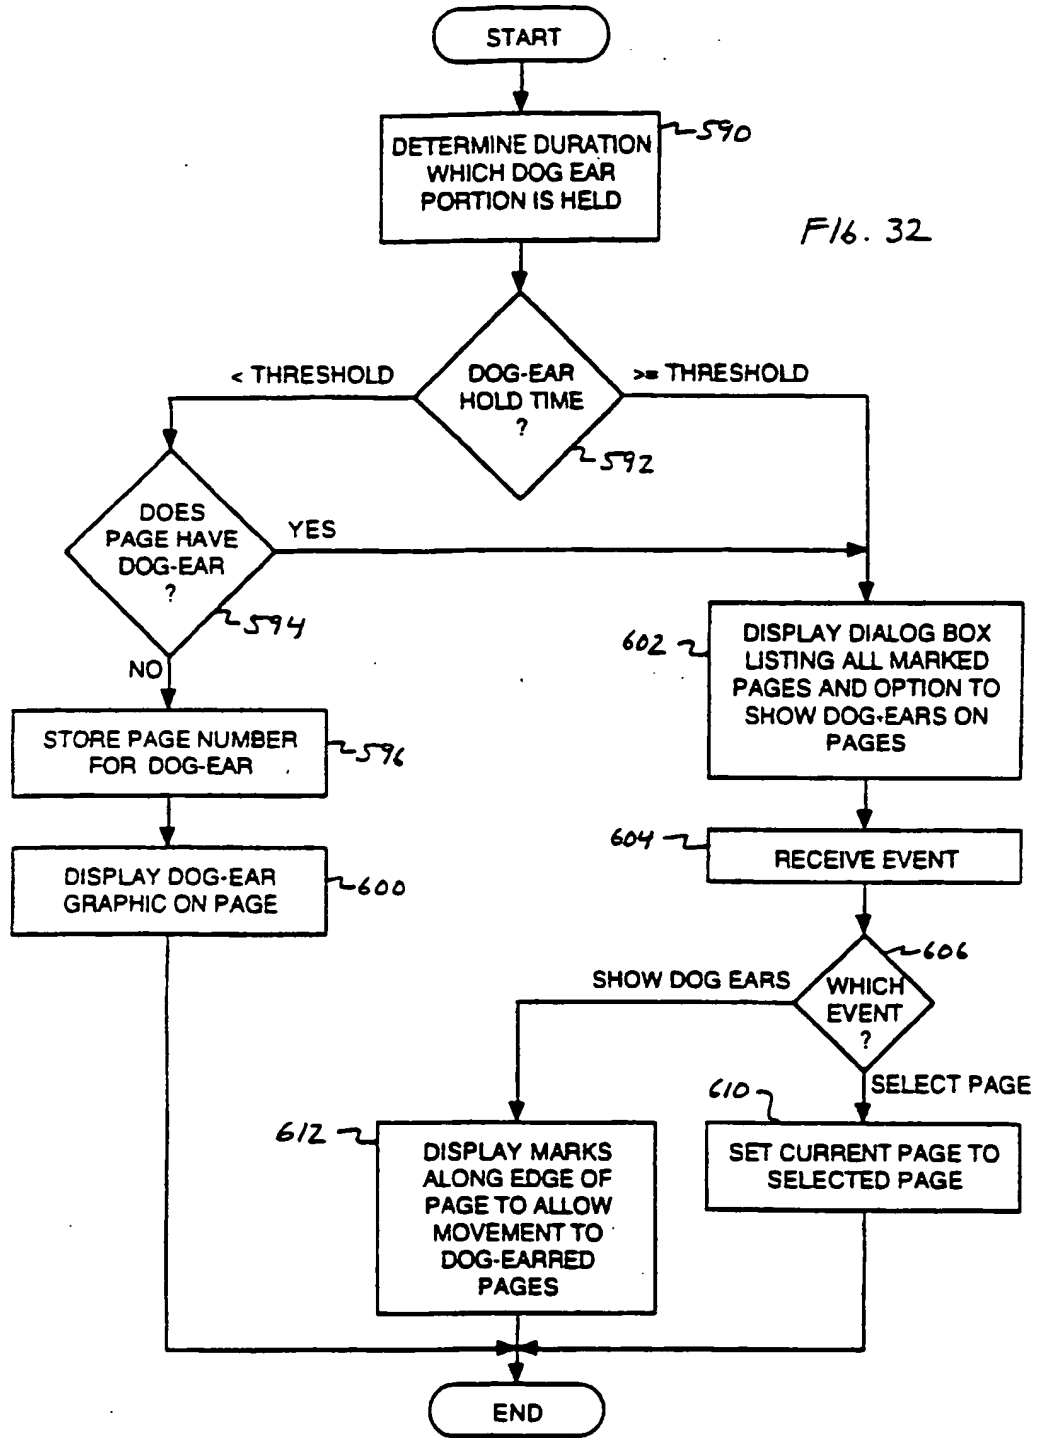 START
DETERMINE DURATION
WHICH DOG EAR
PORTION IS HELD
590
FIG. 32
< THRESHOLD
DOG-EAR
HOLD TIME
?
>= THRESHOLD
592
DOES
PAGE HAVE
DOG-EAR
?
YES
594
NO
602
DISPLAY DIALOG BOX
LISTING ALL MARKED
PAGES AND OPTION TO
SHOW DOG-EARS ON
PAGES
STORE PAGE NUMBER
FOR DOG-EAR
596
604
RECEIVE EVENT
DISPLAY DOG-EAR
GRAPHIC ON PAGE
600
606
SHOW DOG EARS
WHICH
EVENT
?
SELECT PAGE
610
612
DISPLAY MARKS
ALONG EDGE OF
PAGE TO ALLOW
MOVEMENT TO
DOG-EARRED
PAGES
SET CURRENT PAGE TO
SELECTED PAGE
END